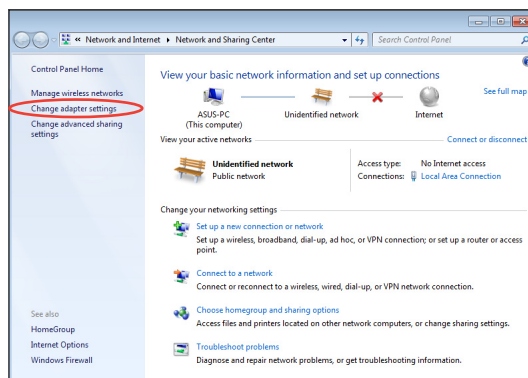 « Network and Internet ▸ Network and Sharing Center
Search Control Panel
Control Panel Home
Manage wireless networks
Change adapter settings
Change advanced sharing
settings
See also
HomeGroup
Internet Options
Windows Firewall
View your basic network information and set up connections
See full map
ASUS-PC
(This computer)
Unidentified network
Internet
View your active networks
Connect or disconnect
Unidentified network
Public network
Access type: No Internet access
Connections: Local Area Connection
Change your networking settings
Set up a new connection or network
Set up a wireless, broadband, dial-up, ad hoc, or VPN connection; or set up a router or access
point.
Connect to a network
Connect or reconnect to a wireless, wired, dial-up, or VPN network connection.
Choose homegroup and sharing options
Access files and printers located on other network computers, or change sharing settings.
Troubleshoot problems
Diagnose and repair network problems, or get troubleshooting information.